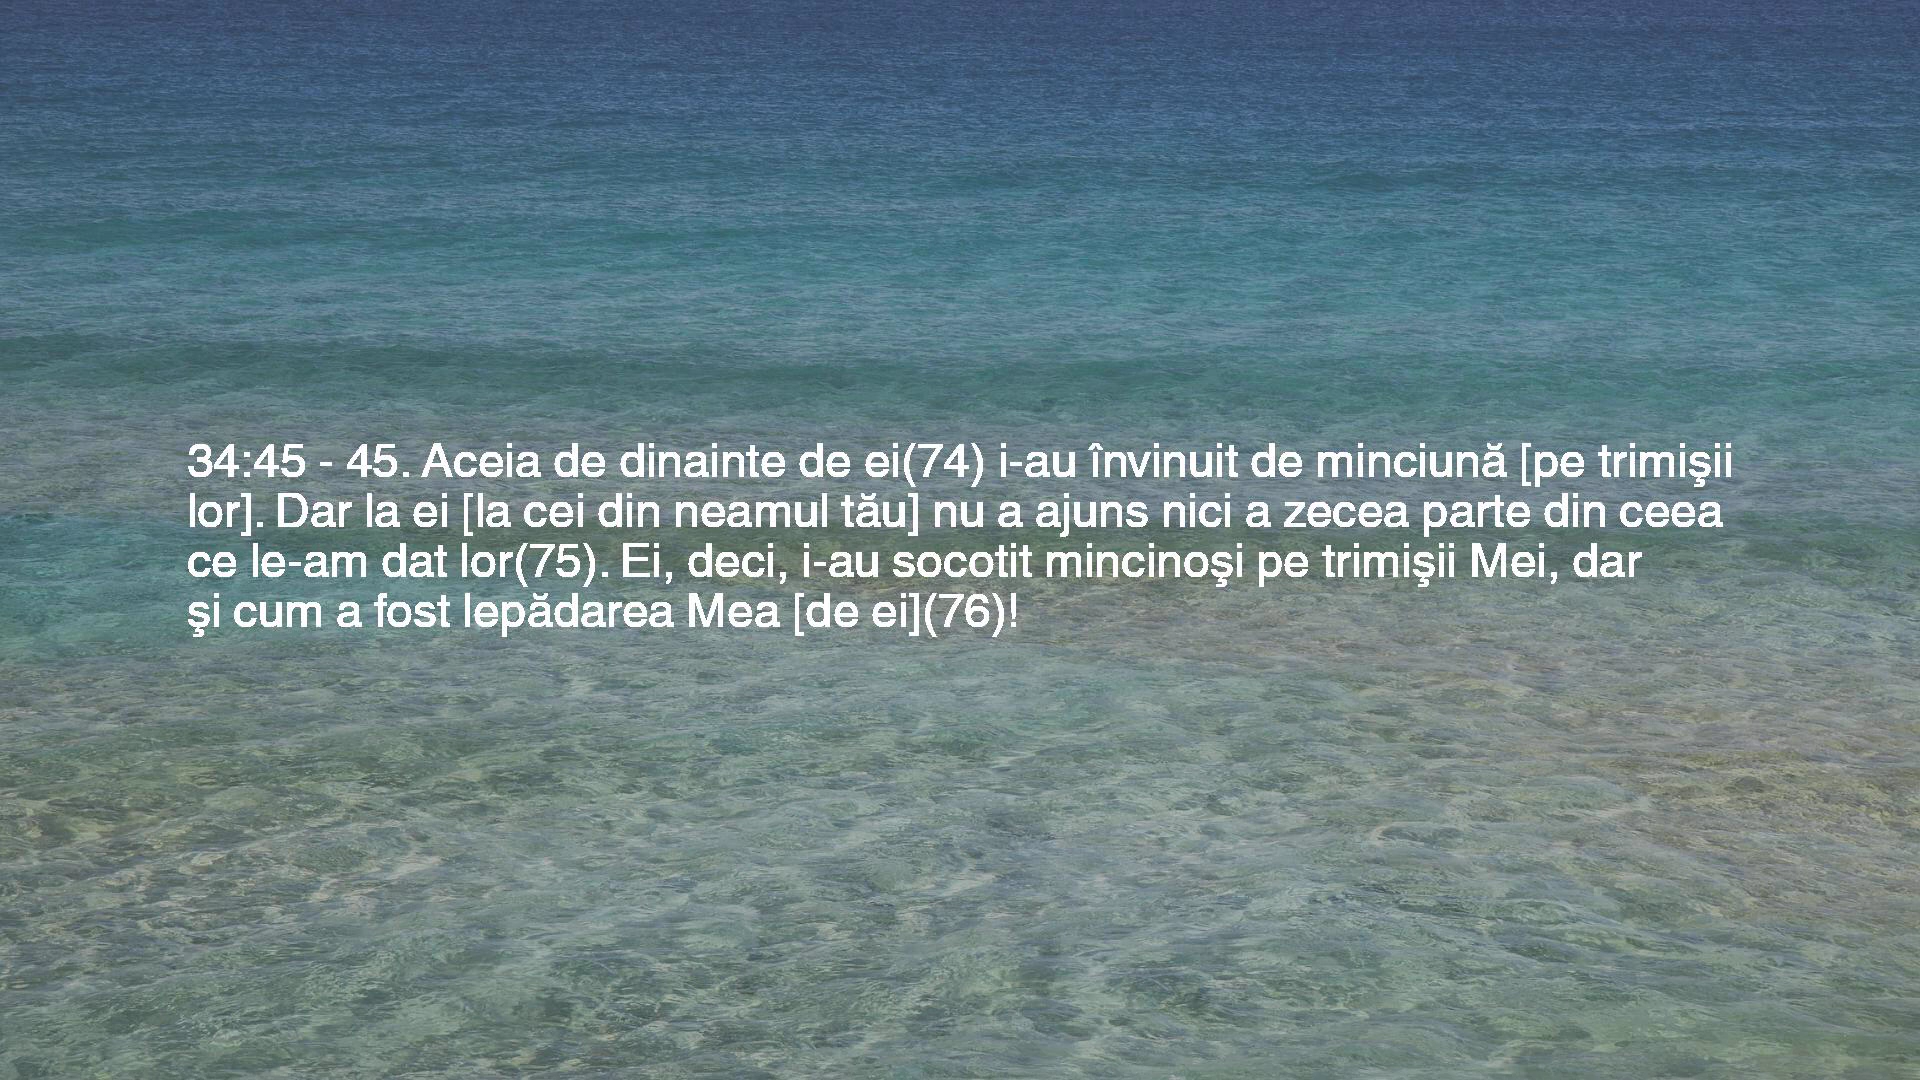 34:45 - 45. Aceia de dinainte de ei(74) i-au învinuit de minciună [pe trimişii
lor]. Dar la ei [la cei din neamul tău] nu a ajuns nici a zecea parte din ceea
ce le-am dat lor(75). Ei, deci, i-au socotit mincinoşi pe trimişii Mei, dar
şi cum a fost lepădarea Mea [de ei](76)!